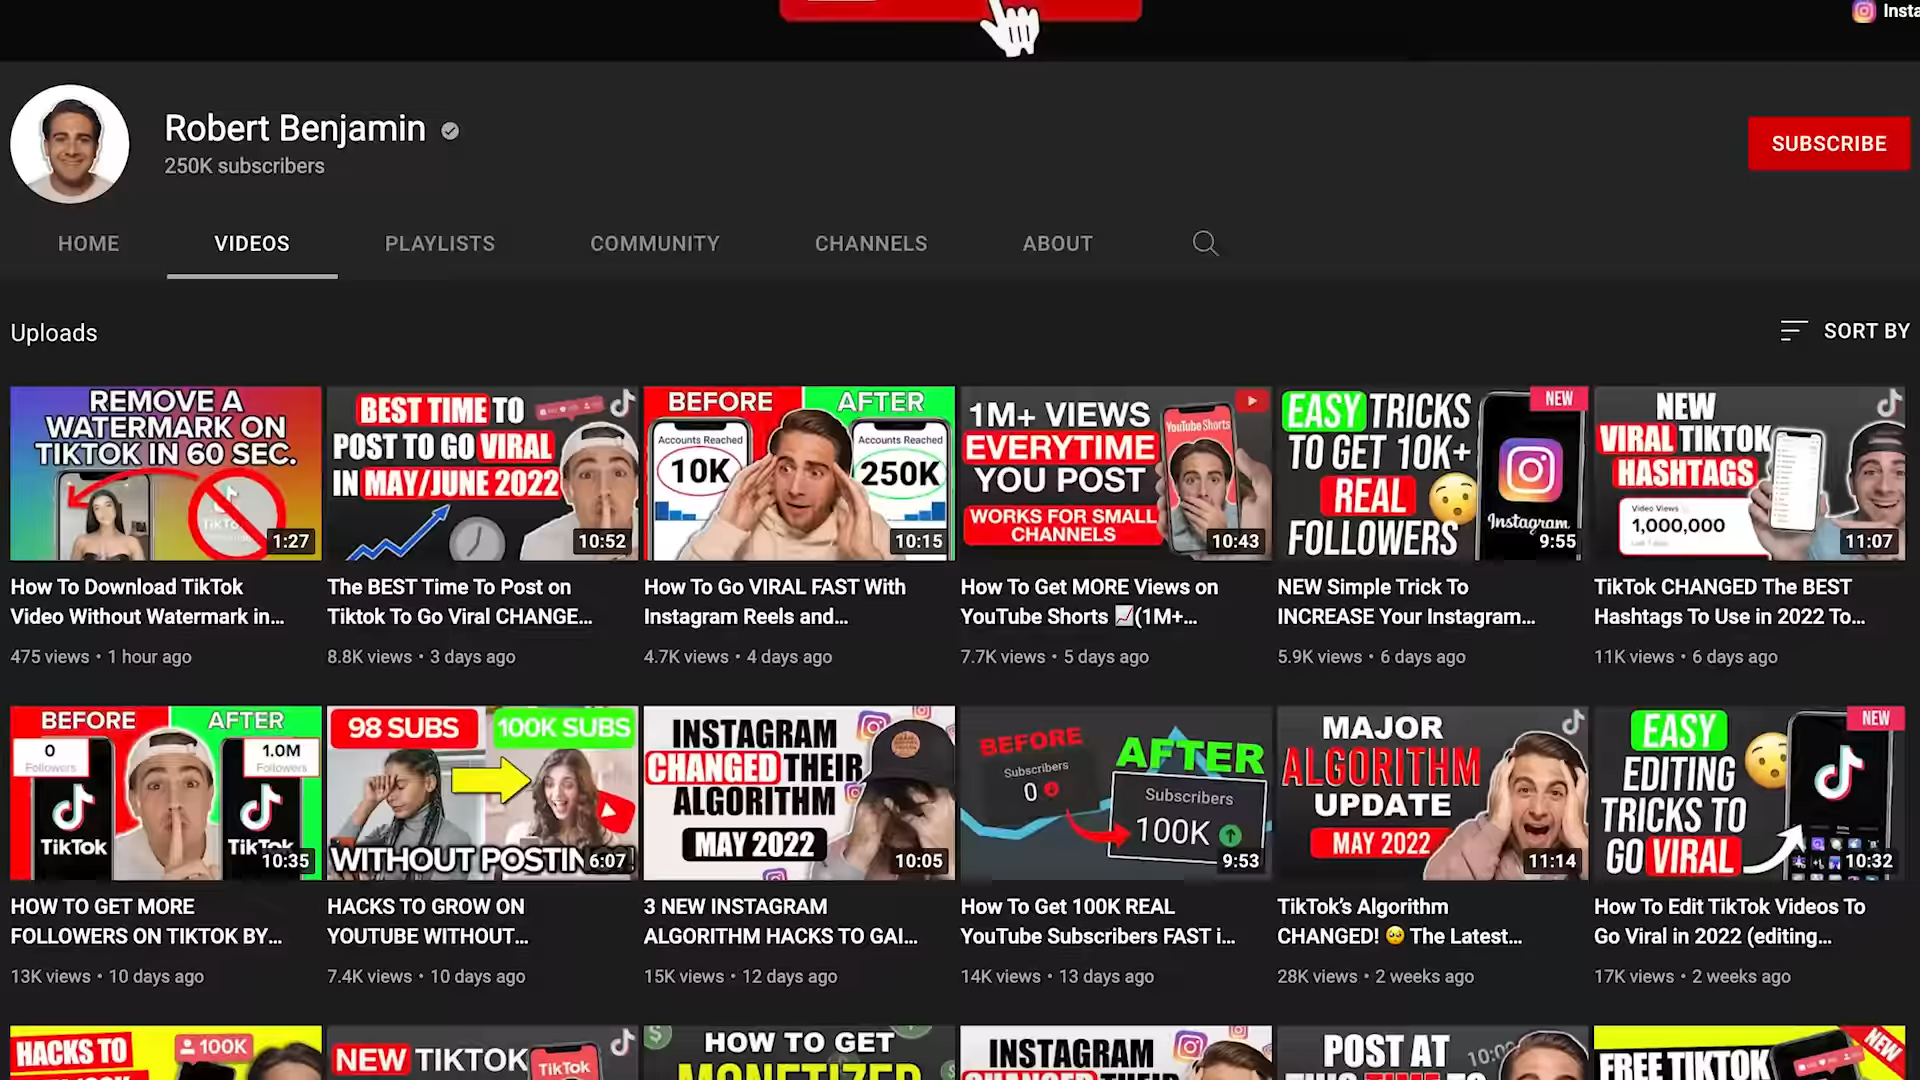 Insta
Robert Benjamin
250K subscribers
SUBSCRIBE
HOME
VIDEOS
PLAYLISTS
COMMUNITY
CHANNELS
ABOUT
Uploads
SORT BY
REMOVE A
WATERMARK ON
TIKTOK IN 60 SEC.
1:27
BEST TIME TO
POST TO GO VIRAL
IN MAY/JUNE 2022
10:52
BEFORE
AFTER
Accounts Reached
10K
Accounts Reached
250K
10:15
1M+ VIEWS
EVERYTIME
YOU POST
WORKS FOR SMALL
CHANNELS
YouTube Shorts
10:43
NEW
EASY TRICKS
TO GET 10K+
REAL
FOLLOWERS
Instagram
9:55
NEW
VIRAL TIKTOK
HASHTAGS
Video Views
1,000,000
11:07
How To Download TikTok
Video Without Watermark in...
475 views • 1 hour ago
The BEST Time To Post on
Tiktok To Go Viral CHANGE...
8.8K views • 3 days ago
How To Go VIRAL FAST With
Instagram Reels and...
4.7K views • 4 days ago
How To Get MORE Views on
YouTube Shorts 📈(1M+...
7.7K views • 5 days ago
NEW Simple Trick To
INCREASE Your Instagram...
5.9K views • 6 days ago
TikTok CHANGED The BEST
Hashtags To Use in 2022 To...
11K views • 6 days ago
BEFORE
AFTER
0
Followers
1.0M
Followers
TikTok
TikTok
10:35
98 SUBS
100K SUBS
WITHOUT POSTIN
6:07
INSTAGRAM
CHANGED THEIR
ALGORITHM
MAY 2022
10:05
BEFORE
Subscribers
0
AFTER
Subscribers
100K
9:53
MAJOR
ALGORITHM
UPDATE
MAY 2022
11:14
NEW
EASY
EDITING
TRICKS TO
GO VIRAL
10:32
HOW TO GET MORE
FOLLOWERS ON TIKTOK BY...
13K views • 10 days ago
HACKS TO GROW ON
YOUTUBE WITHOUT...
7.4K views • 10 days ago
3 NEW INSTAGRAM
ALGORITHM HACKS TO GAI...
15K views • 12 days ago
How To Get 100K REAL
YouTube Subscribers FAST i...
14K views • 13 days ago
TikTok's Algorithm
CHANGED! 🥺 The Latest...
28K views • 2 weeks ago
How To Edit TikTok Videos To
Go Viral in 2022 (editing...
17K views • 2 weeks ago
HACKS TO
100K
NEW TIKTOK
TikTok
HOW TO GET
MONETIZED
INSTAGRAM
CHANGED THEIR
POST AT
THIS TIME TO
FREE TIKTOK
NEW